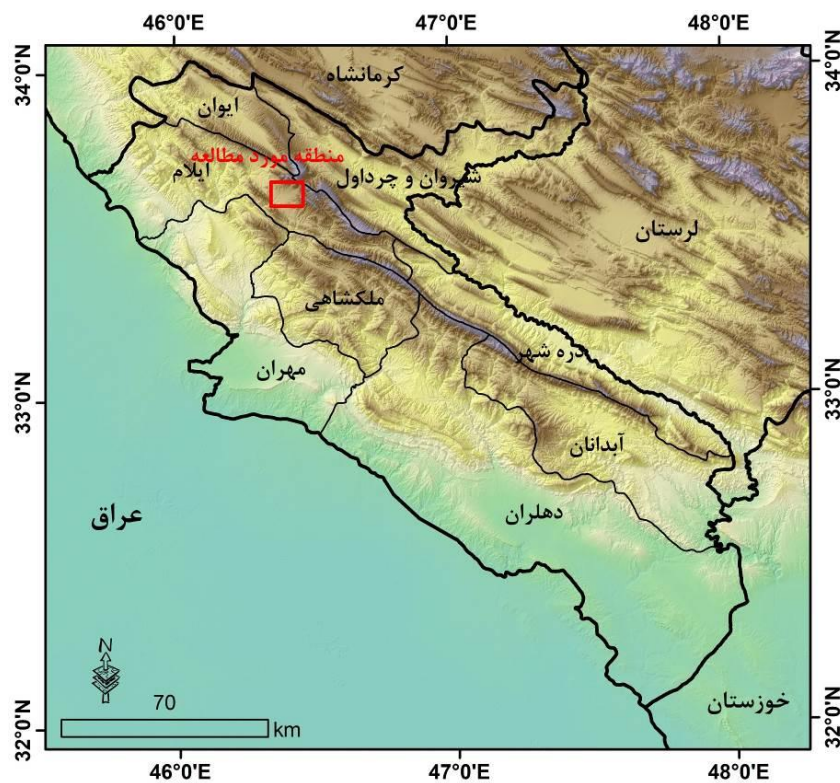 46°0'E 47°0'E 48°0'E
34°0'N 34°0'N
کرمانشاه
ایوان
منطقه مورد مطالعه
ایلام
شیروان و چرداول
لرستان
ملکشاهی
دره شهر
مهران
33°0'N 33°0'N
آبدانان
دهلران
عراق
N
70
km
خوزستان
32°0'N 32°0'N
46°0'E 47°0'E 48°0'E